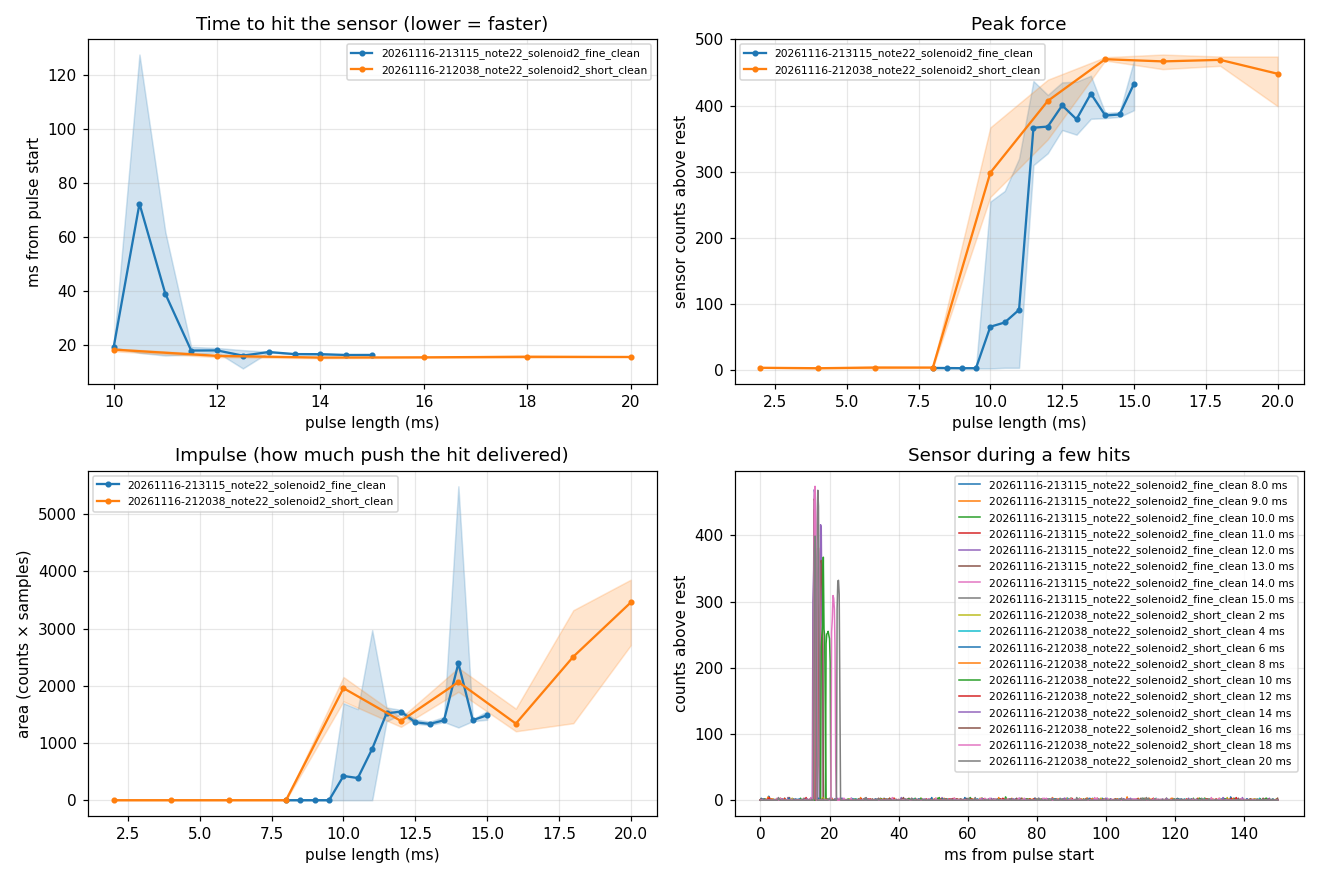 Time to hit the sensor (lower = faster)
ms from pulse start
120
100
80
60
40
20
20261116-213115_note22_solenoid2_fine_clean
20261116-212038_note22_solenoid2_short_clean
10
12
14
16
18
20
pulse length (ms)
Peak force
sensor counts above rest
500
400
300
200
100
0
20261116-213115_note22_solenoid2_fine_clean
20261116-212038_note22_solenoid2_short_clean
2.5
5.0
7.5
10.0
12.5
15.0
17.5
20.0
pulse length (ms)
Impulse (how much push the hit delivered)
area (counts × samples)
5000
4000
3000
2000
1000
0
20261116-213115_note22_solenoid2_fine_clean
20261116-212038_note22_solenoid2_short_clean
2.5
5.0
7.5
10.0
12.5
15.0
17.5
20.0
pulse length (ms)
Sensor during a few hits
counts above rest
400
300
200
100
0
20261116-213115_note22_solenoid2_fine_clean 8.0 ms
20261116-213115_note22_solenoid2_fine_clean 9.0 ms
20261116-213115_note22_solenoid2_fine_clean 10.0 ms
20261116-213115_note22_solenoid2_fine_clean 11.0 ms
20261116-213115_note22_solenoid2_fine_clean 12.0 ms
20261116-213115_note22_solenoid2_fine_clean 13.0 ms
20261116-213115_note22_solenoid2_fine_clean 14.0 ms
20261116-213115_note22_solenoid2_fine_clean 15.0 ms
20261116-212038_note22_solenoid2_short_clean 2 ms
20261116-212038_note22_solenoid2_short_clean 4 ms
20261116-212038_note22_solenoid2_short_clean 6 ms
20261116-212038_note22_solenoid2_short_clean 8 ms
20261116-212038_note22_solenoid2_short_clean 10 ms
20261116-212038_note22_solenoid2_short_clean 12 ms
20261116-212038_note22_solenoid2_short_clean 14 ms
20261116-212038_note22_solenoid2_short_clean 16 ms
20261116-212038_note22_solenoid2_short_clean 18 ms
20261116-212038_note22_solenoid2_short_clean 20 ms
0
20
40
60
80
100
120
140
ms from pulse start